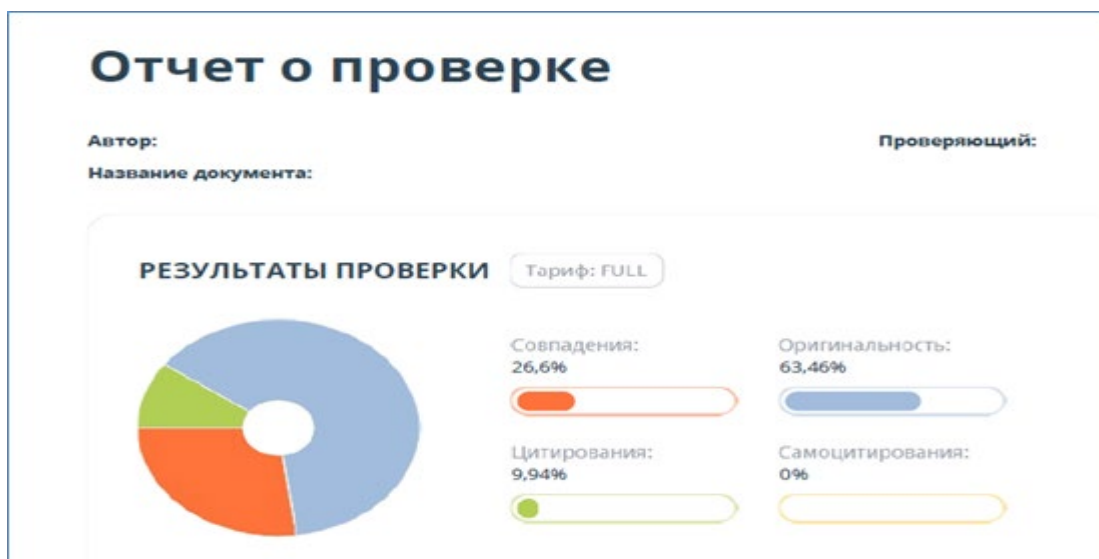 Отчет о проверке
Автор:
Проверяющий:
Название документа:
РЕЗУЛЬТАТЫ ПРОВЕРКИ
Тариф: FULL
Совпадения:
26,6%
Оригинальность:
63,46%
Цитирования:
9,94%
Самоцитирования:
0%